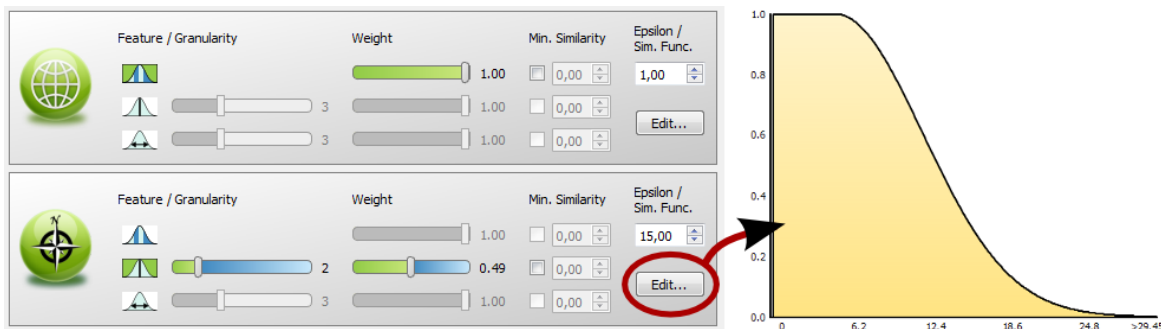 Feature / Granularity Weight Min. Similarity Epsilon / Sim. Func.
1.00 0,00 1,00
3 1.00 0,00
3 1.00 0,00 Edit...
N
Feature / Granularity Weight Min. Similarity Epsilon / Sim. Func.
1.00 0,00 15,00
2 0.49 0,00
3 1.00 0,00 Edit...
1.0
0.8
0.6
0.4
0.2
0.0
0 6.2 12.4 18.6 24.8 >29.45